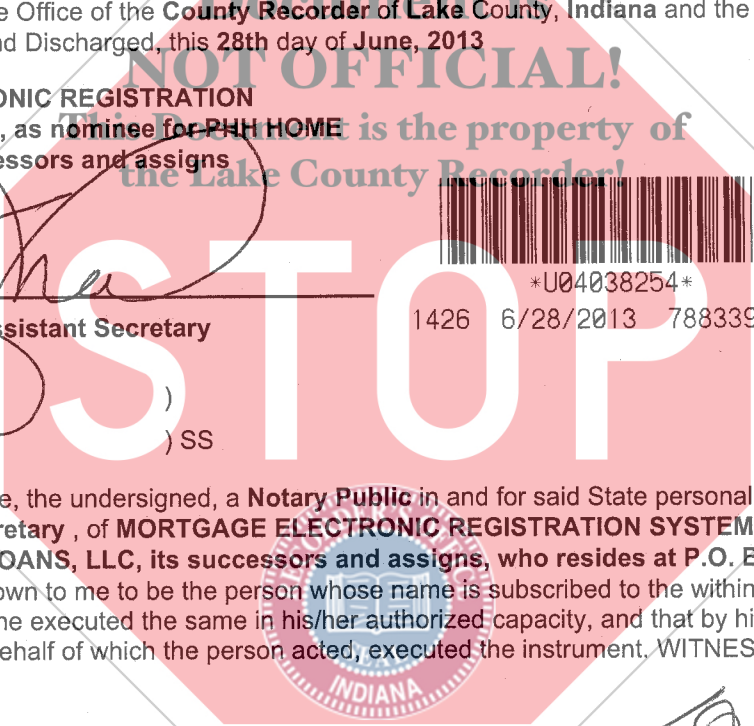 e Office of the County Recorder of Lake County, Indiana and the
d Discharged, this 28th day of June, 2013
NOT OFFICIAL!
ONIC REGISTRATION
, as nominee for PHH HOME
This Document is the property of
essors and assigns
the Lake County Recorder!
*U04038254*
1426 6/28/2013 788339
ssistant Secretary
STOP
)
) SS
e, the undersigned, a Notary Public in and for said State personal
retary , of MORTGAGE ELECTRONIC REGISTRATION SYSTEM
OANS, LLC, its successors and assigns, who resides at P.O. B
own to me to be the person whose name is subscribed to the within
he executed the same in his/her authorized capacity, and that by hi
ehalf of which the person acted, executed the instrument. WITNES
INDIANA